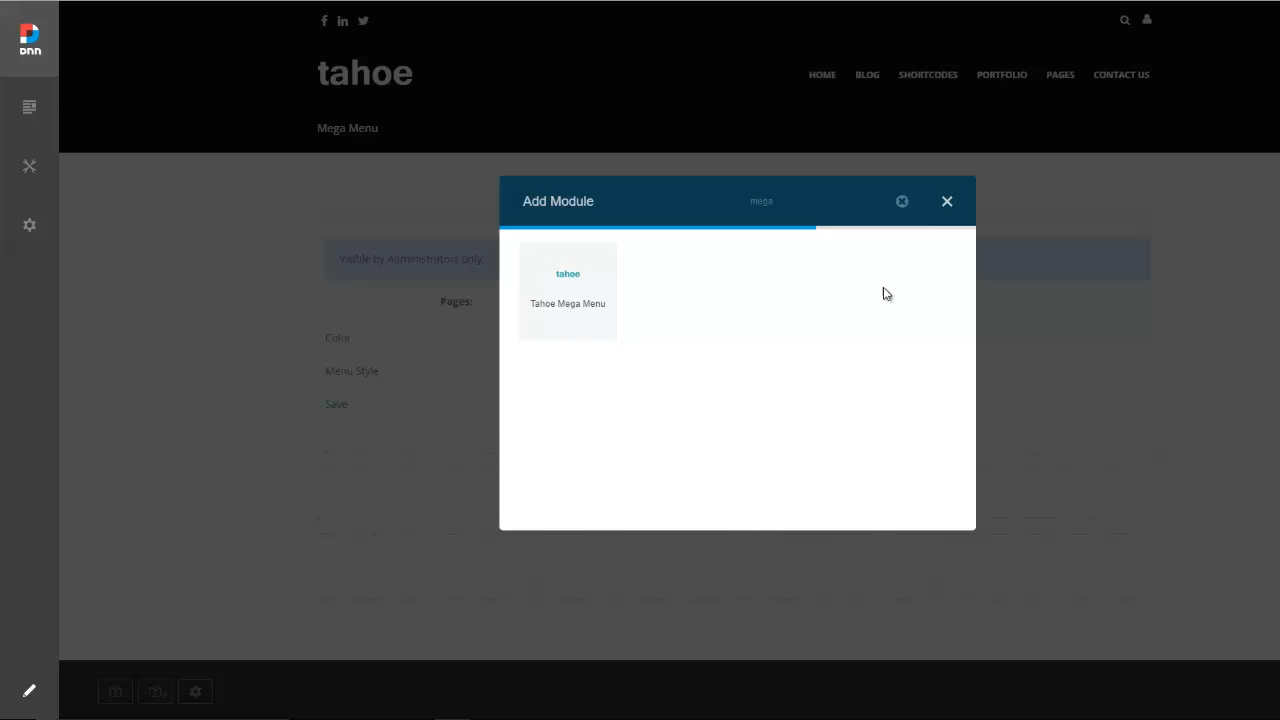 DNN
tahoe
HOME BLOG SHORTCODES PORTFOLIO PAGES CONTACT US
Mega Menu
Add Module
mega
Visible by Administrators only.
tahoe
Tahoe Mega Menu
Pages:
Color
Menu Style
Save